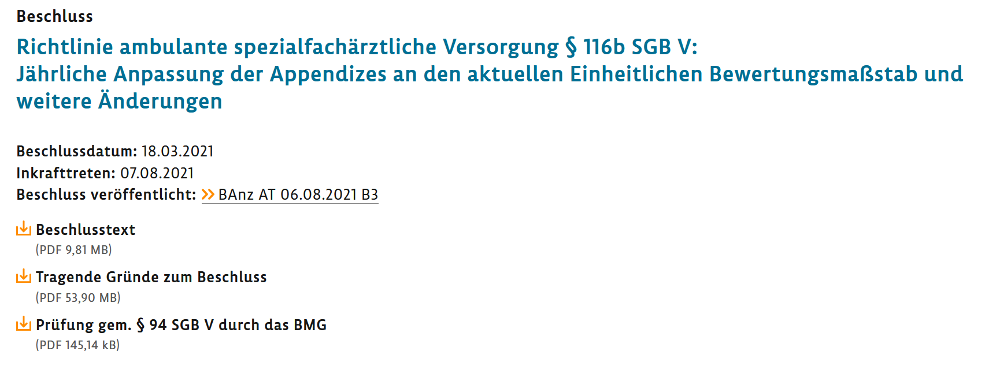 Beschluss
Richtlinie ambulante spezialfachärztliche Versorgung § 116b SGB V:
Jährliche Anpassung der Appendizes an den aktuellen Einheitlichen Bewertungsmaßstab und
weitere Änderungen
Beschlussdatum: 18.03.2021
Inkrafttreten: 07.08.2021
Beschluss veröffentlicht: BAnz AT 06.08.2021 B3
Beschlusstext
(PDF 9,81 MB)
Tragende Gründe zum Beschluss
(PDF 53,90 MB)
Prüfung gem. § 94 SGB V durch das BMG
(PDF 145,14 kB)